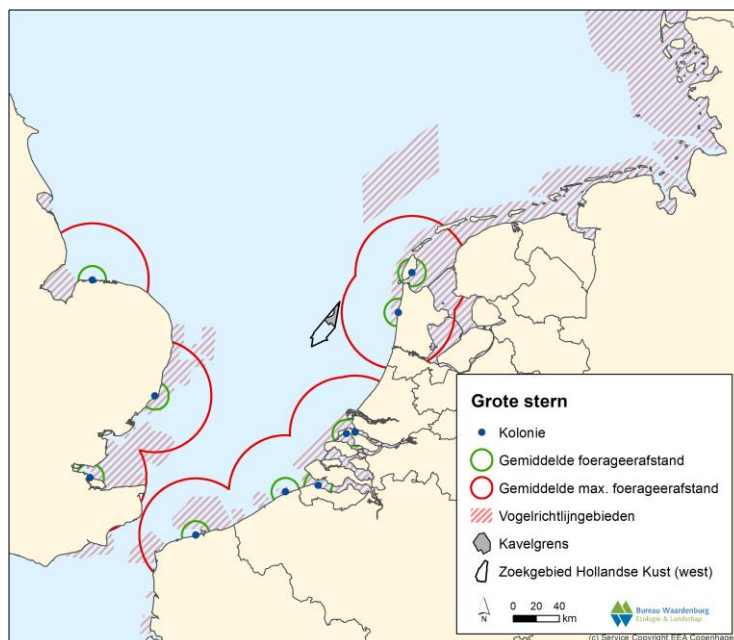 Grote stern
Kolonie
Gemiddelde foerageerafstand
Gemiddelde max. foerageerafstand
Vogelrichtlijngebieden
Kavelgrens
Zoekgebied Hollandse Kust (west)
N
0 20 40
km
Bureau Waardenburg
Ecologie & Landschap
(c) Service Copyright EEA Copenhage